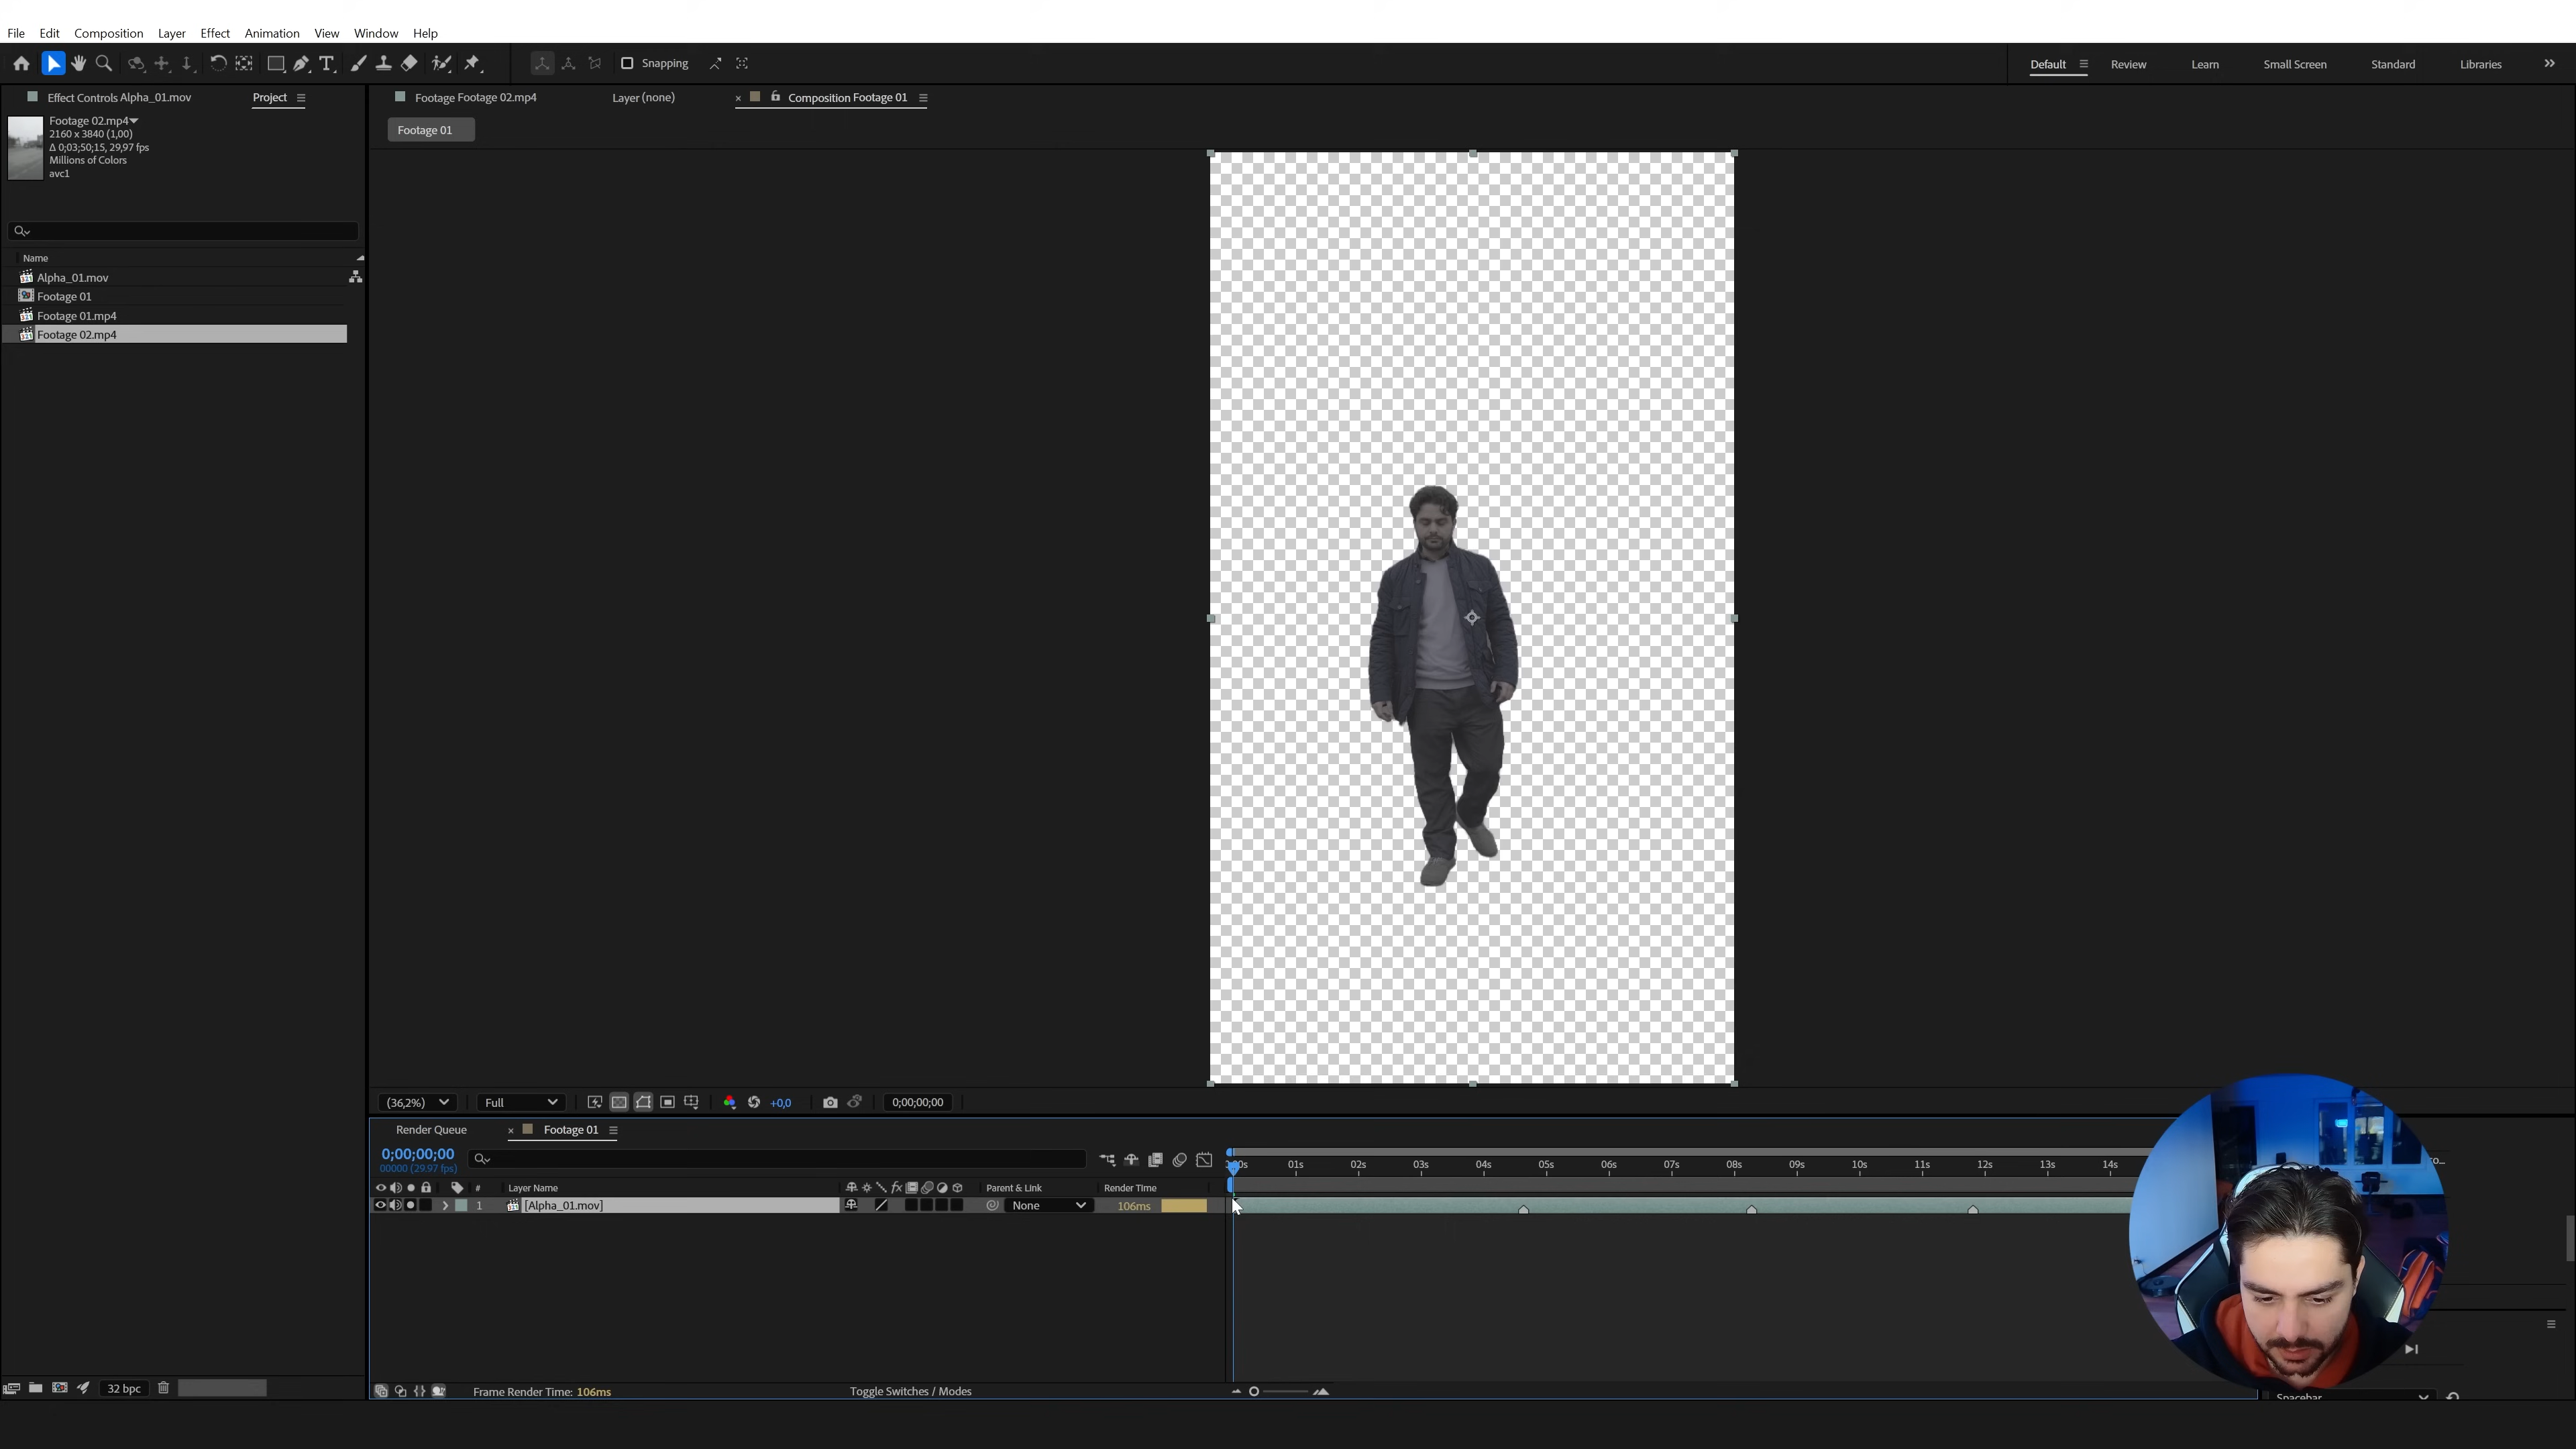 File Edit Composition Layer Effect Animation View Window Help
Snapping
Default Review Learn Small Screen Standard Libraries
Effect Controls Alpha_01.mov Project
Footage Footage 02.mp4 Layer (none) × Composition Footage 01
Footage 02.mp4
2160 x 3840 (1,00)
Δ 0;03;50;15, 29,97 fps
Millions of Colors
avc1
Footage 01
Name
Alpha_01.mov
Footage 01
Footage 01.mp4
Footage 02.mp4
(36,2%) Full +0,0 0;00;00;00
Render Queue × Footage 01
0;00;00;00
00000 (29.97 fps)
01s 02s 03s 04s 05s 06s 07s 08s 09s 10s 11s 12s 13s 14s
# Layer Name Parent & Link Render Time
1 [Alpha_01.mov] None 106ms
32 bpc
Frame Render Time: 106ms Toggle Switches / Modes
Spacebar